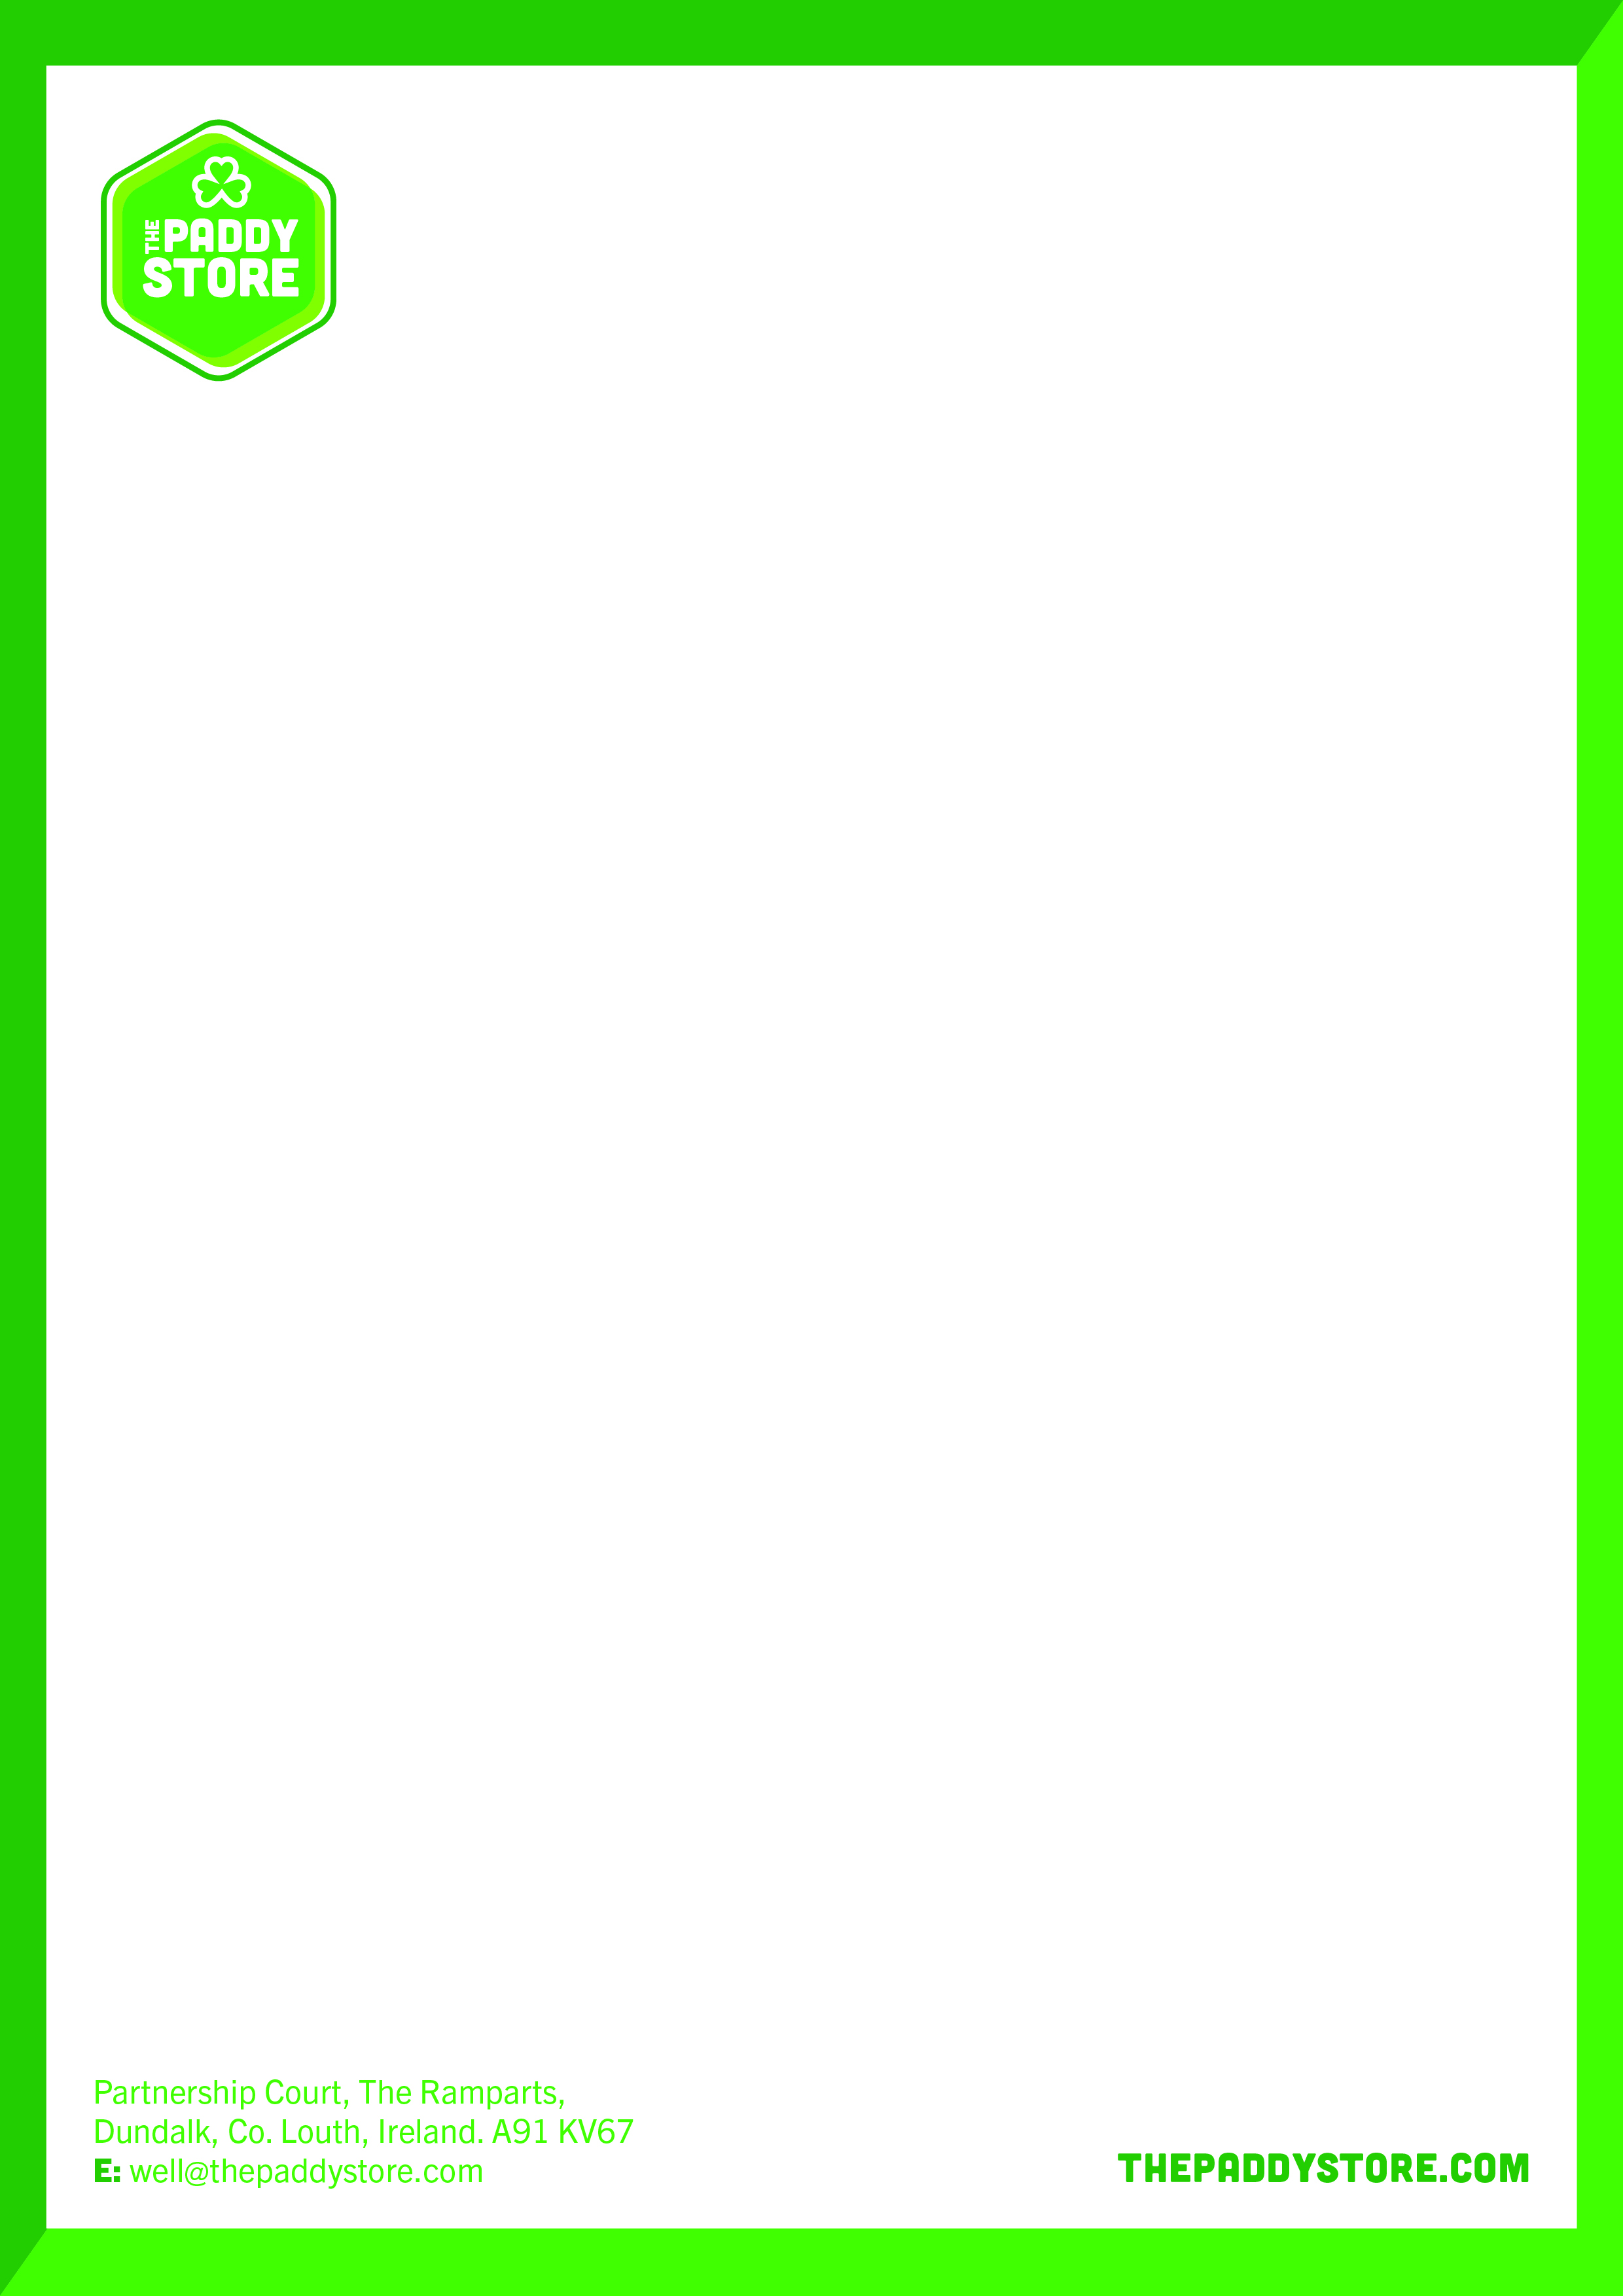 THE PADDY
STORE
Partnership Court, The Ramparts,
Dundalk, Co. Louth, Ireland. A91 KV67
E: well@thepaddystore.com
THEPADDYSTORE.COM